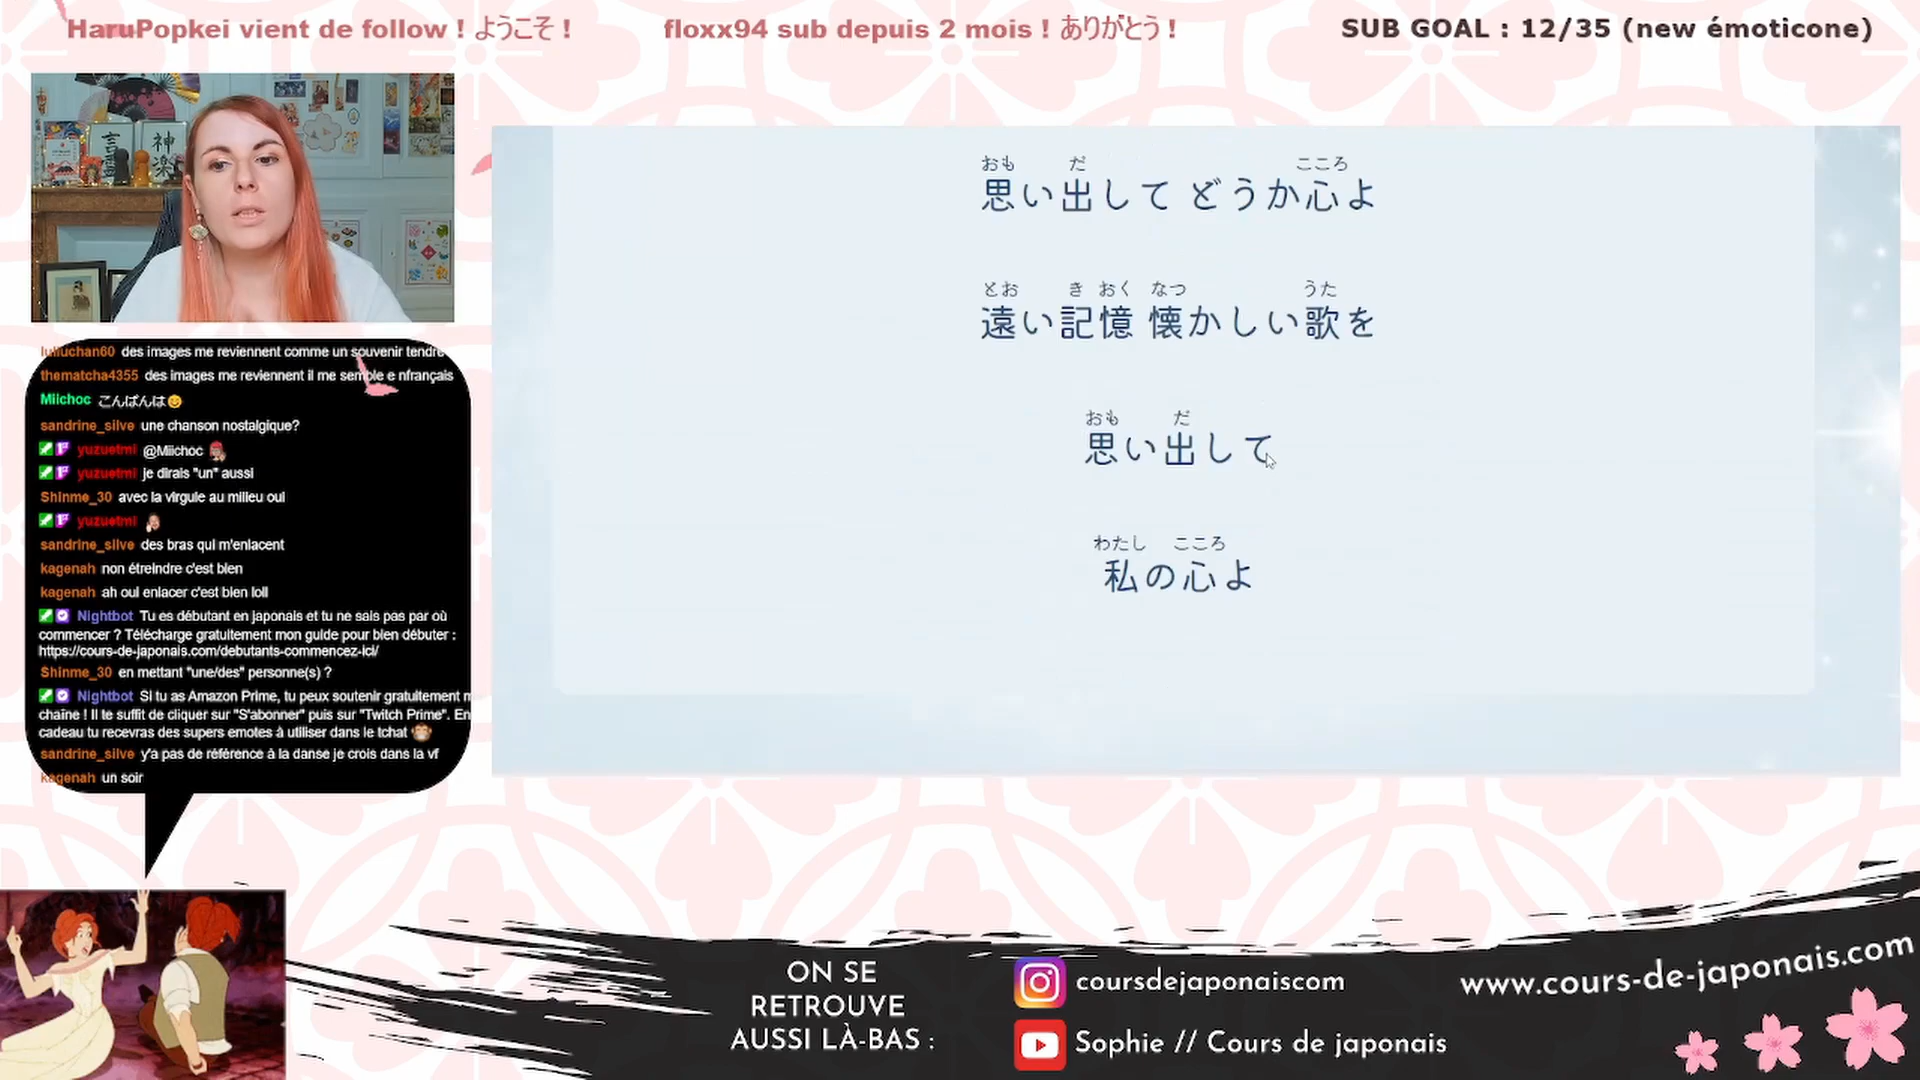 HaruPopkei vient de follow ! ようこそ !
floxx94 sub depuis 2 mois ! ありがとう !
SUB GOAL : 12/35 (new émoticone)
言
神楽
おも だ こころ
思い出して どうか心よ
とお き おく なつ うた
遠い記憶 懐かしい歌を
おも だ
思い出して
わたし こころ
私の心よ
luliuchan60 des images me reviennent comme un souvenir tendre
thematcha4355 des images me reviennent il me semble e nfrançais
Miichoc こんばんは
sandrine_silve une chanson nostalgique?
yuzuetmi @Miichoc
yuzuetmi je dirais "un" aussi
Shinme_30 avec la virgule au milieu oui
yuzuetmi
sandrine_silve des bras qui m'enlacent
kagenah non étreindre c'est bien
kagenah ah oui enlacer c'est bien loll
Nightbot Tu es débutant en japonais et tu ne sais pas par où
commencer ? Télécharge gratuitement mon guide pour bien débuter :
https://cours-de-japonais.com/debutants-commencez-ici/
Shinme_30 en mettant "une/des" personne(s) ?
Nightbot Si tu as Amazon Prime, tu peux soutenir gratuitement m
chaîne ! Il te suffit de cliquer sur "S'abonner" puis sur "Twitch Prime". En
cadeau tu recevras des supers emotes à utiliser dans le tchat
sandrine_silve y'a pas de référence à la danse je crois dans la vf
kagenah un soir
ON SE
RETROUVE
AUSSI LÀ-BAS :
coursdejaponaiscom
Sophie // Cours de japonais
www.cours-de-japonais.com